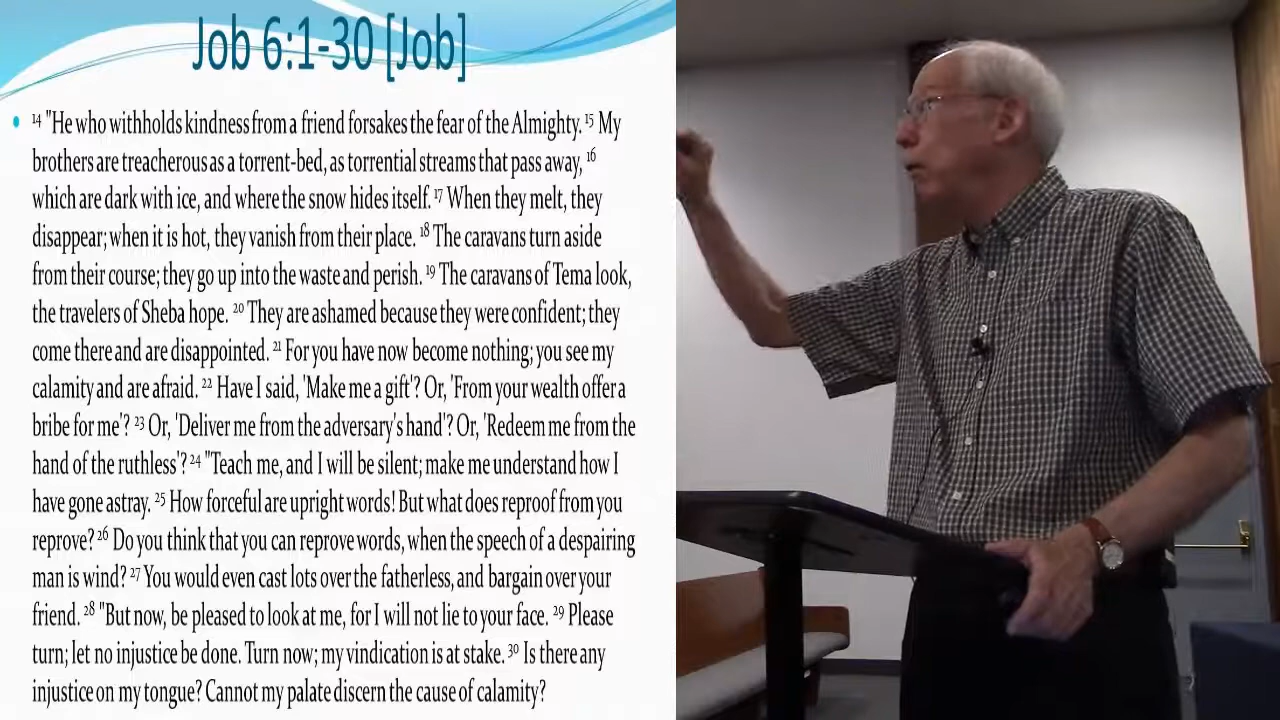 Job 6:1-30 [Job]
14 "He who withholds kindness from a friend forsakes the fear of the Almighty. 15 My
brothers are treacherous as a torrent-bed, as torrential streams that pass away, 16
which are dark with ice, and where the snow hides itself. 17 When they melt, they
disappear; when it is hot, they vanish from their place. 18 The caravans turn aside
from their course; they go up into the waste and perish. 19 The caravans of Tema look,
the travelers of Sheba hope. 20 They are ashamed because they were confident; they
come there and are disappointed. 21 For you have now become nothing; you see my
calamity and are afraid. 22 Have I said, 'Make me a gift'? Or, 'From your wealth offer a
bribe for me'? 23 Or, 'Deliver me from the adversary's hand'? Or, 'Redeem me from the
hand of the ruthless'? 24 "Teach me, and I will be silent; make me understand how I
have gone astray. 25 How forceful are upright words! But what does reproof from you
reprove? 26 Do you think that you can reprove words, when the speech of a despairing
man is wind? 27 You would even cast lots over the fatherless, and bargain over your
friend. 28 "But now, be pleased to look at me, for I will not lie to your face. 29 Please
turn; let no injustice be done. Turn now; my vindication is at stake. 30 Is there any
injustice on my tongue? Cannot my palate discern the cause of calamity?